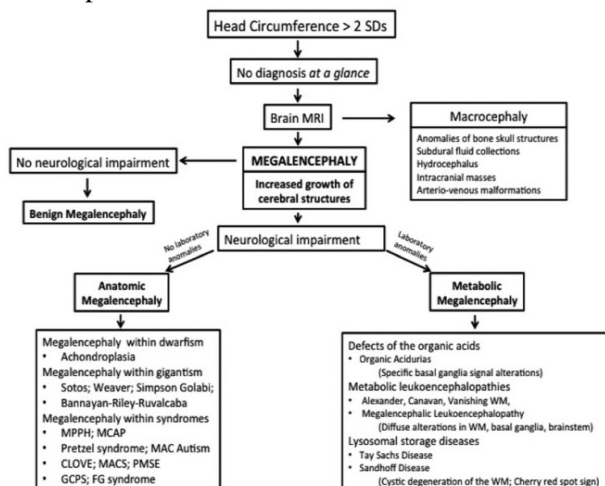 Head Circumference > 2 SDs
No diagnosis at a glance
Brain MRI
Macrocephaly
Anomalies of bone skull structures
Subdural fluid collections
Hydrocephalus
Intracranial masses
Arterio-venous malformations
No neurological impairment
MEGALENCEPHALY
Increased growth of
cerebral structures
Benign Megalencephaly
Neurological impairment
No laboratory
anomalies
Laboratory
anomalies
Anatomic
Megalencephaly
Metabolic
Megalencephaly
Megalencephaly within dwarfism
• Achondroplasia
Megalencephaly within gigantism
• Sotos; Weaver; Simpson Golabi;
• Bannayan-Riley-Ruvalcaba
Megalencephaly within syndromes
• MPPH; MCAP
• Pretzel syndrome; MAC Autism
• CLOVE; MACS; PMSE
• GCPS; FG syndrome
Defects of the organic acids
• Organic Acidurias
(Specific basal ganglia signal alterations)
Metabolic leukoencephalopathies
• Alexander, Canavan, Vanishing WM,
• Megalencephalic Leukoencephalopathy
(Diffuse alterations in WM, basal ganglia, brainstem)
Lysosomal storage diseases
• Tay Sachs Disease
• Sandhoff Disease
(Cystic degeneration of the WM; Cherry red spot sign)